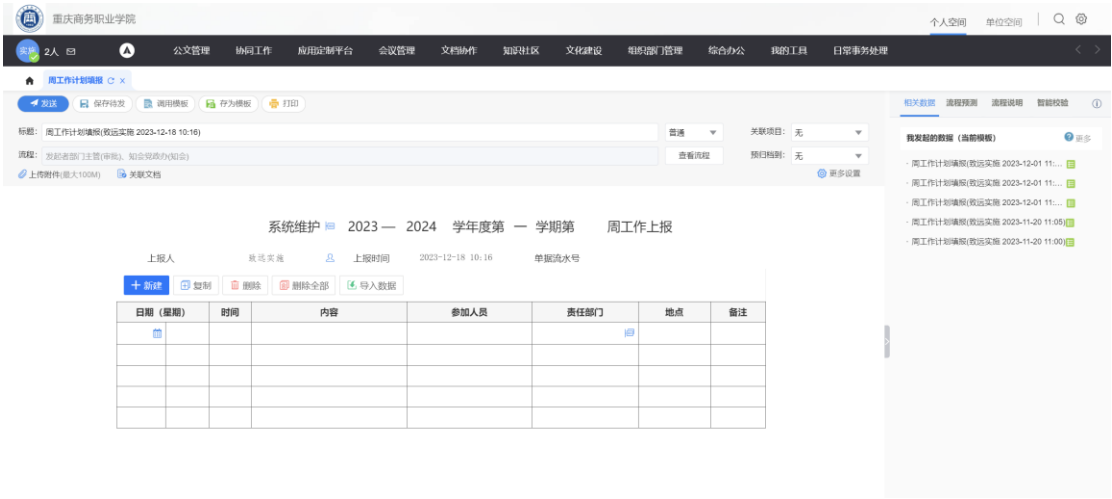 重庆商务职业学院
个人空间 单位空间
实施 2人 公文管理 协同工作 应用定制平台 会议管理 文档协作 知识社区 文化建设 组织部门管理 综合办公 我的工具 日常事务处理
周工作计划填报
发送 保存待发 调用模板 存为模板 打印
相关数据 流程预测 流程说明 智能校验
标题: 周工作计划填报(致远实施 2023-12-18 10:16) 普通 关联项目: 无
我发起的数据(当前模板) 更多
流程: 发起者部门主管(审批)、知会党政办(知会) 查看流程 预归档到: 无
上传附件(最大100M) 关联文档 更多设置
周工作计划填报(致远实施 2023-12-01 11:...
周工作计划填报(致远实施 2023-12-01 11:...
周工作计划填报(致远实施 2023-12-01 11:...
周工作计划填报(致远实施 2023-11-20 11:05)
周工作计划填报(致远实施 2023-11-20 11:00)
系统维护 2023 — 2024 学年度第 一 学期第 周工作上报
上报人 致远实施 上报时间 2023-12-18 10:16 单据流水号
新建 复制 删除 删除全部 导入数据
日期(星期) 时间 内容 参加人员 责任部门 地点 备注